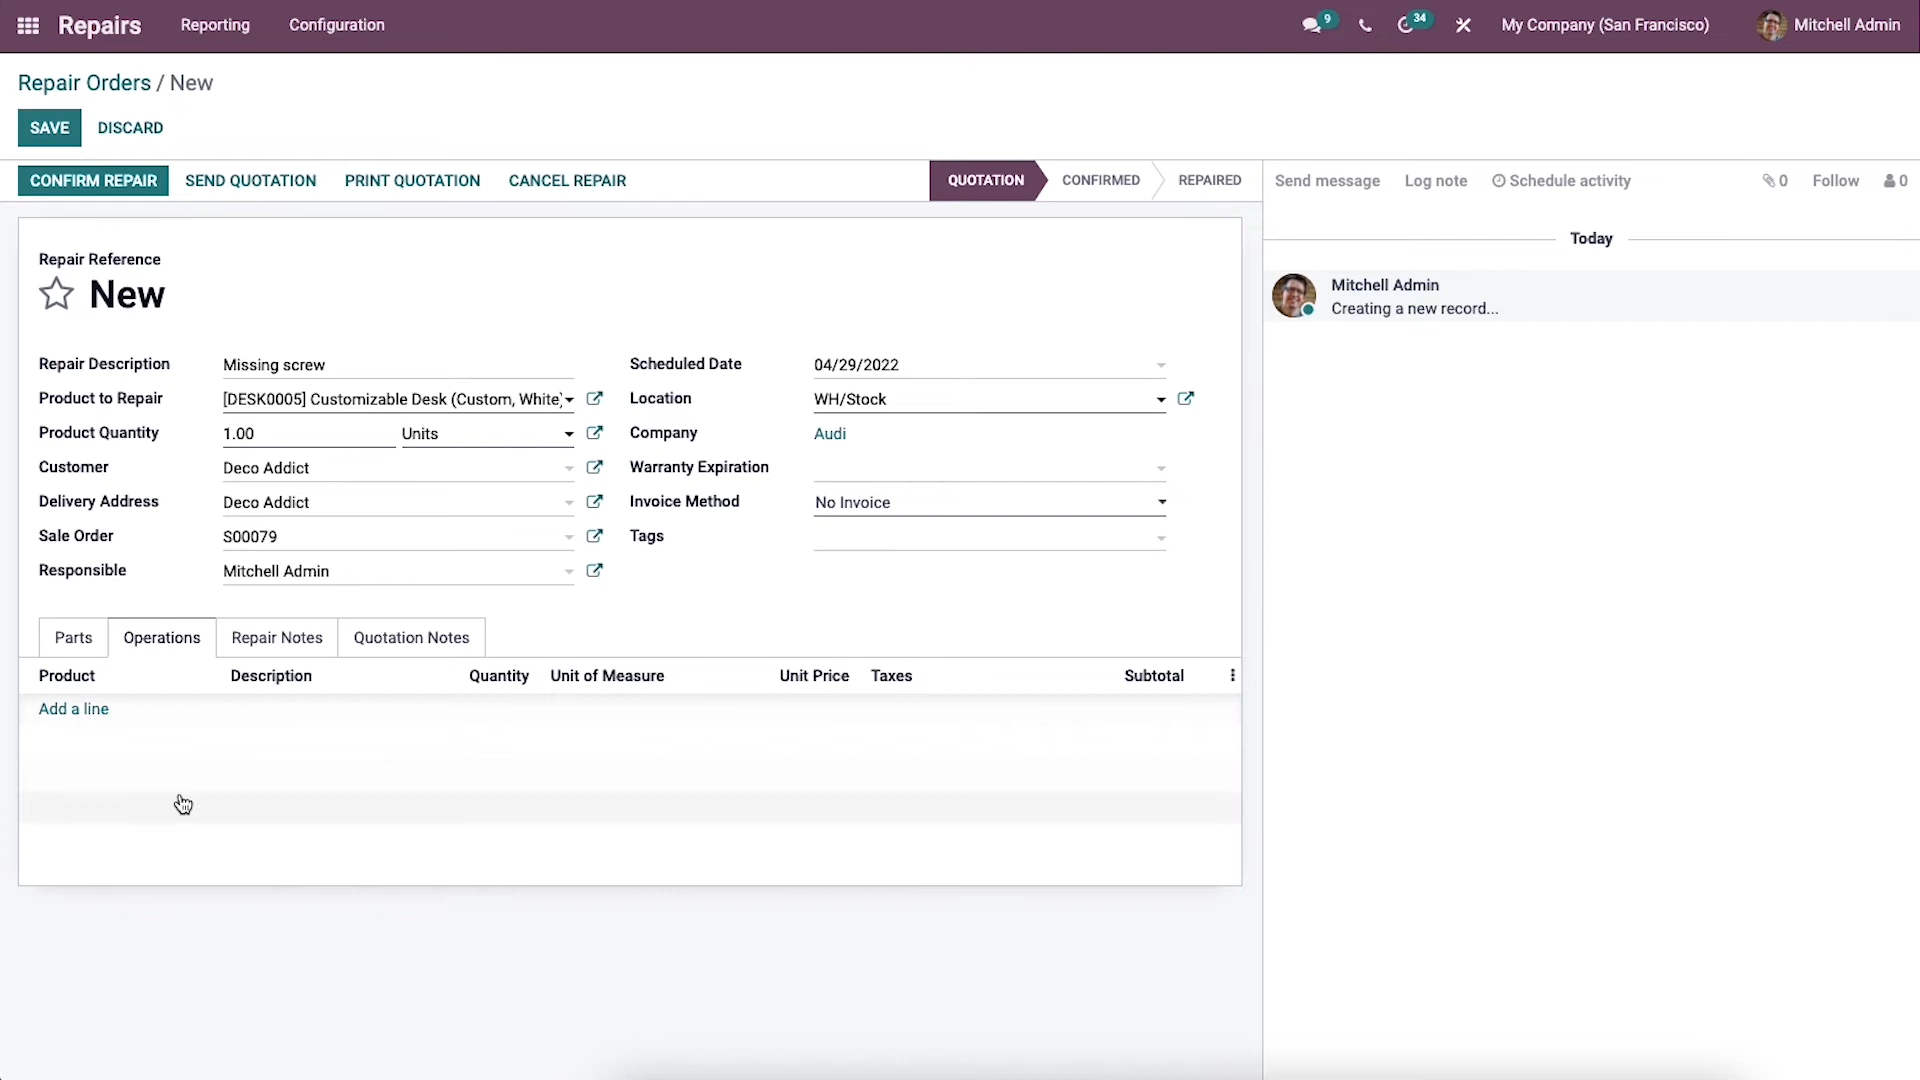 Repairs Reporting Configuration 9 34 My Company (San Francisco) Mitchell Admin
Repair Orders / New
SAVE DISCARD
CONFIRM REPAIR SEND QUOTATION PRINT QUOTATION CANCEL REPAIR QUOTATION CONFIRMED REPAIRED Send message Log note Schedule activity 0 Follow 0
Today
Mitchell Admin
Creating a new record...
Repair Reference
New
Repair Description Missing screw
Product to Repair [DESK0005] Customizable Desk (Custom, White)
Product Quantity 1.00 Units
Customer Deco Addict
Delivery Address Deco Addict
Sale Order S00079
Responsible Mitchell Admin
Scheduled Date 04/29/2022
Location WH/Stock
Company Audi
Warranty Expiration
Invoice Method No Invoice
Tags
Parts Operations Repair Notes Quotation Notes
Product Description Quantity Unit of Measure Unit Price Taxes Subtotal
Add a line